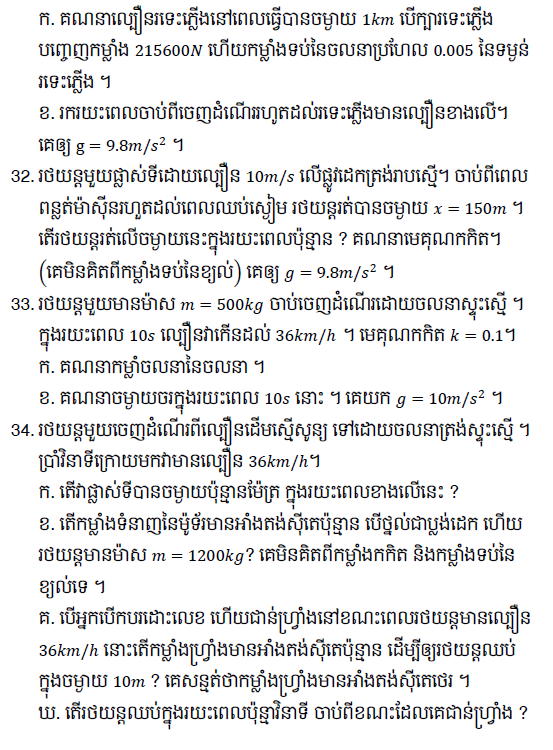 ក. គណនាល្បឿនរទេះភ្លើងនៅពេលធ្វើបានចម្ងាយ 1km បើក្បារទេះភ្លើង
បញ្ចេញកម្លាំង 215600N ហើយកម្លាំងទប់នៃចលនាប្រហែល 0.005 នៃទម្ងន់
រទេះភ្លើង ។
ខ. រករយះពេលចាប់ពីចេញដំណើររហូតដល់រទេះភ្លើងមានល្បឿនខាងលើ។
គេឲ្យ g = 9.8m/s² ។
32. រថយន្តមួយផ្លាស់ទីដោយល្បឿន 10m/s លើផ្លូវដេកត្រង់រាបស្មើ។ ចាប់ពីពេល
ពន្លត់ម៉ាស៊ីនរហូតដល់ពេលឈប់ស្ងៀម រថយន្តរត់បានចម្ងាយ x = 150m ។
តើរថយន្តរត់លើចម្ងាយនេះក្នុងរយះពេលប៉ុន្មាន ? គណនាមេគុណកកិត។
(គេមិនគិតពីកម្លាំងទប់នៃខ្យល់) គេឲ្យ g = 9.8m/s² ។
33. រថយន្តមួយមានម៉ាស m = 500kg ចាប់ចេញដំណើរដោយចលនាស្ទុះស្មើ ។
ក្នុងរយះពេល 10s ល្បឿនវាកើនដល់ 36km/h ។ មេគុណកកិត k = 0.1។
ក. គណនាកម្លាំចលនានៃចលនា ។
ខ. គណនាចម្ងាយចរក្នុងរយះពេល 10s នោះ ។ គេយក g = 10m/s² ។
34. រថយន្តមួយចេញដំណើរពីល្បឿនដើមស្មើសូន្យ ទៅដោយចលនាត្រង់ស្ទុះស្មើ ។
ប្រាំវិនាទីក្រោយមកវាមានល្បឿន 36km/h។
ក. តើវាផ្លាស់ទីបានចម្ងាយប៉ុន្មានម៉ែត្រ ក្នុងរយះពេលខាងលើនេះ ?
ខ. តើកម្លាំងទំនាញនៃម៉ូទ័រមានអាំងតង់ស៊ីតេប៉ុន្មាន បើថ្នល់ជាប្លង់ដេក ហើយ
រថយន្តមានម៉ាស m = 1200kg? គេមិនគិតពីកម្លាំងកកិត និងកម្លាំងទប់នៃ
ខ្យល់ទេ ។
គ. បើអ្នកបើកបរដោះលេខ ហើយជាន់ហ្វ្រាំងនៅខណះពេលរថយន្តមានល្បឿន
36km/h នោះតើកម្លាំងហ្វ្រាំងមានអាំងតង់ស៊ីតេប៉ុន្មាន ដើម្បីឲ្យរថយន្តឈប់
ក្នុងចម្ងាយ 10m ? គេសន្មត់ថាកម្លាំងហ្វ្រាំងមានអាំងតង់ស៊ីតេថេរ ។
ឃ. តើរថយន្តឈប់ក្នុងរយះពេលប៉ុន្មាវិនាទី ចាប់ពីខណះដែលគេជាន់ហ្វ្រាំង ?